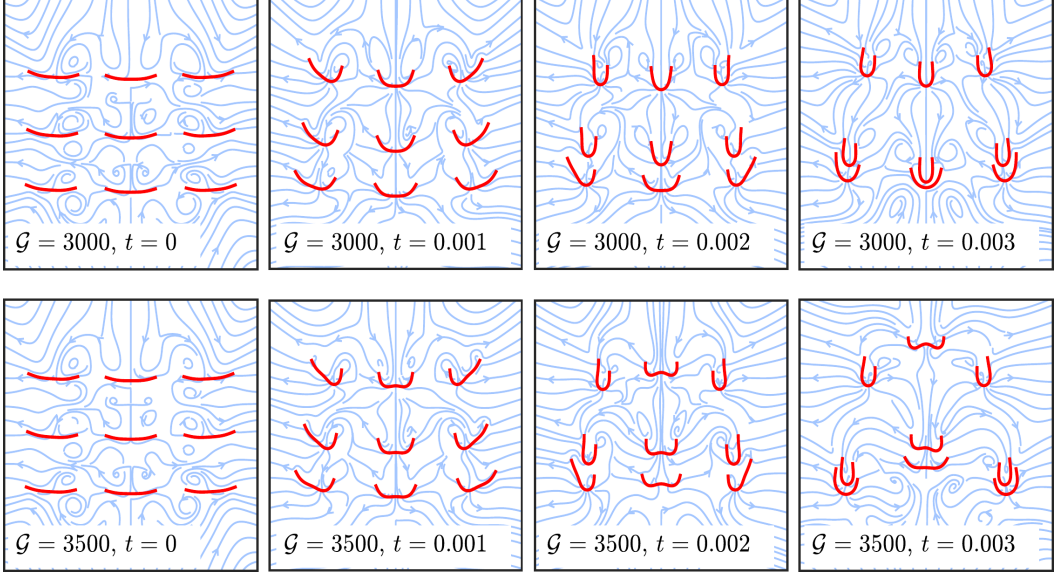 𝒢 = 3000, t = 0
𝒢 = 3000, t = 0.001
𝒢 = 3000, t = 0.002
𝒢 = 3000, t = 0.003
𝒢 = 3500, t = 0
𝒢 = 3500, t = 0.001
𝒢 = 3500, t = 0.002
𝒢 = 3500, t = 0.003